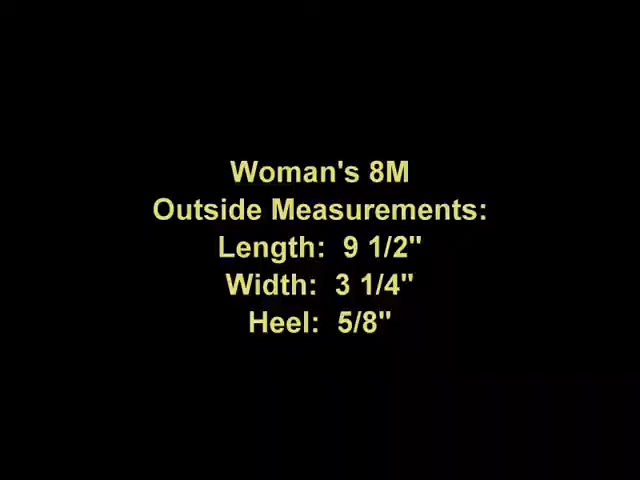 Woman's 8M
Outside Measurements:
Length:  9 1/2"
Width:  3 1/4"
Heel:  5/8"